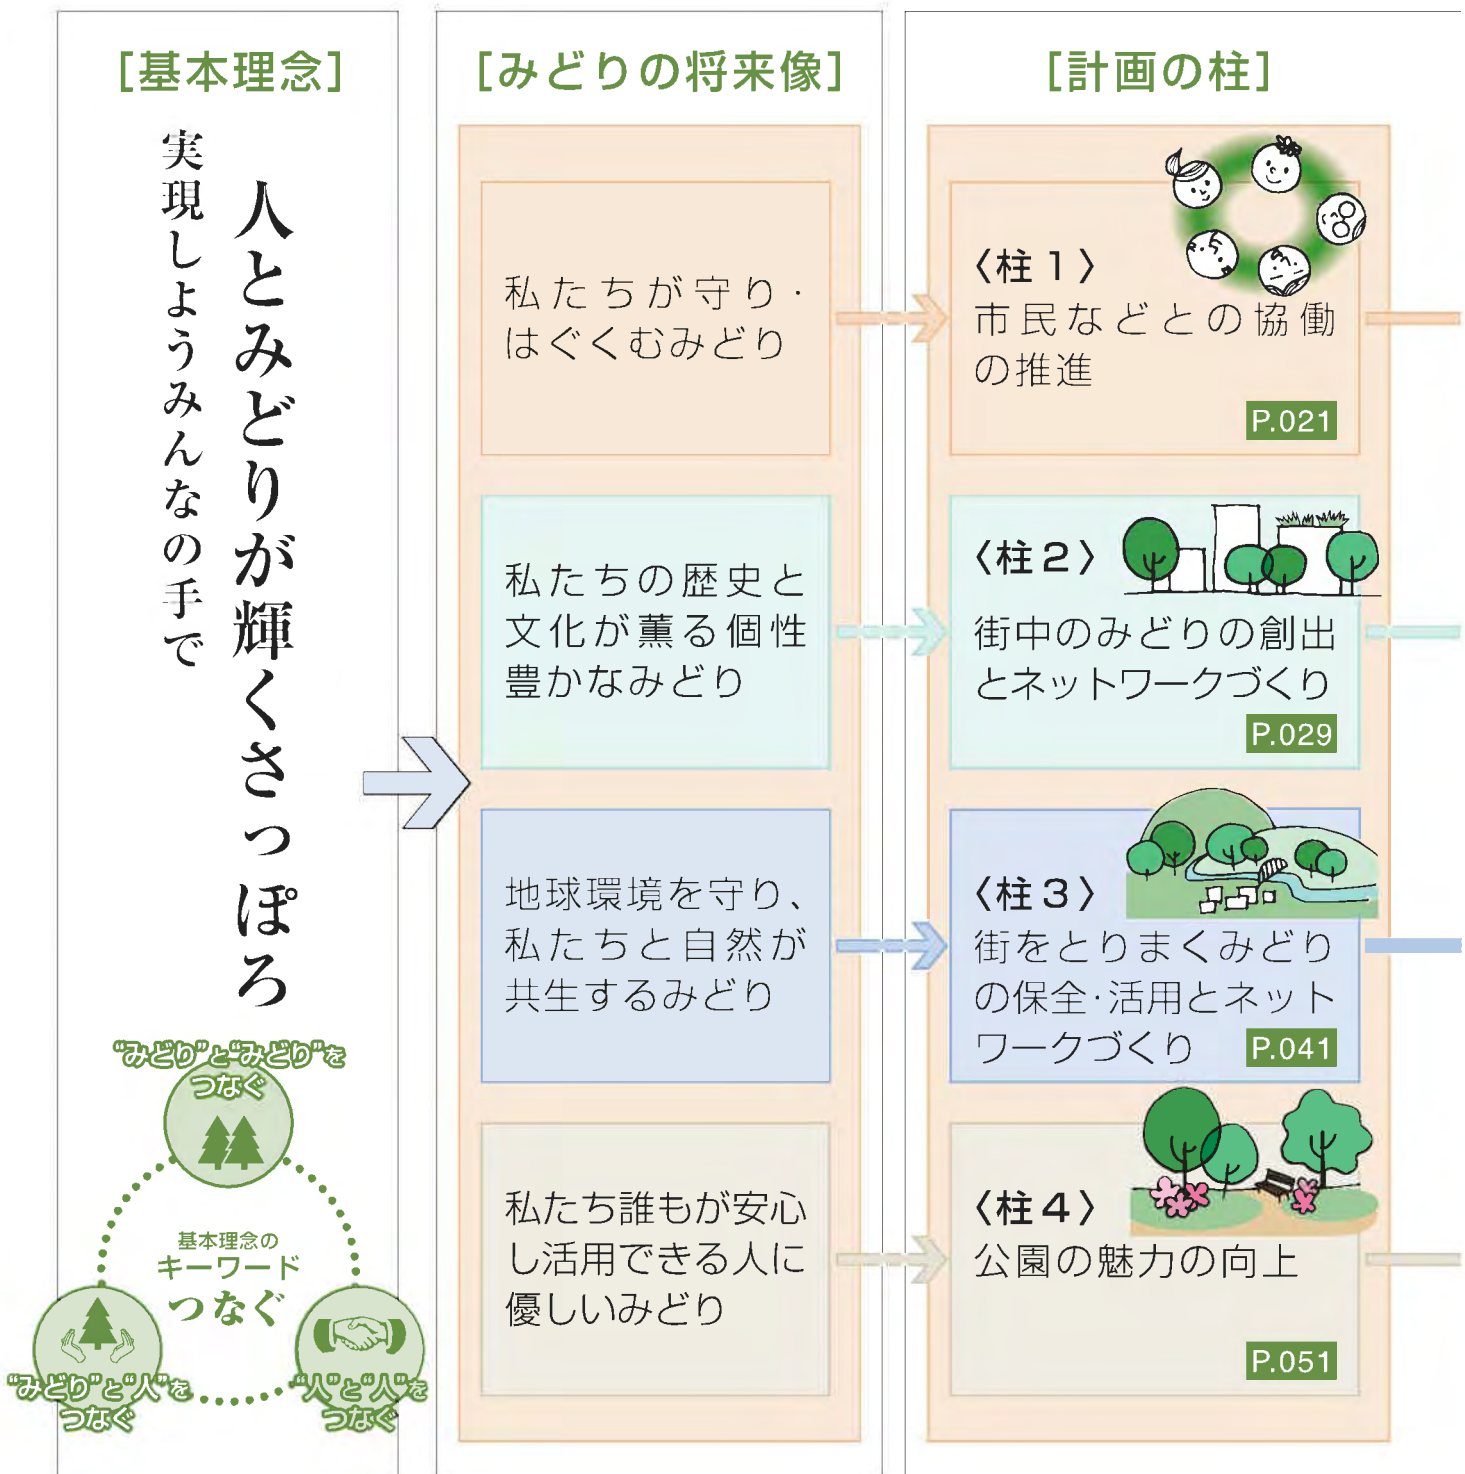 [基本理念]
人とみどりが輝くさっぽろ
実現しようみんなの手で
“みどり”と“みどり”を
つなぐ
基本理念の
キーワード
つなぐ
“みどり”と“人”を
つなぐ
“人”と“人”を
つなぐ
[みどりの将来像]
私たちが守り・
はぐくむみどり
私たちの歴史と
文化が薫る個性
豊かなみどり
地球環境を守り、
私たちと自然が
共生するみどり
私たち誰もが安心
し活用できる人に
優しいみどり
[計画の柱]
〈柱1〉
市民などとの協働
の推進
P.021
〈柱2〉
街中のみどりの創出
とネットワークづくり
P.029
〈柱3〉
街をとりまくみどり
の保全・活用とネット
ワークづくり
P.041
〈柱4〉
公園の魅力の向上
P.051